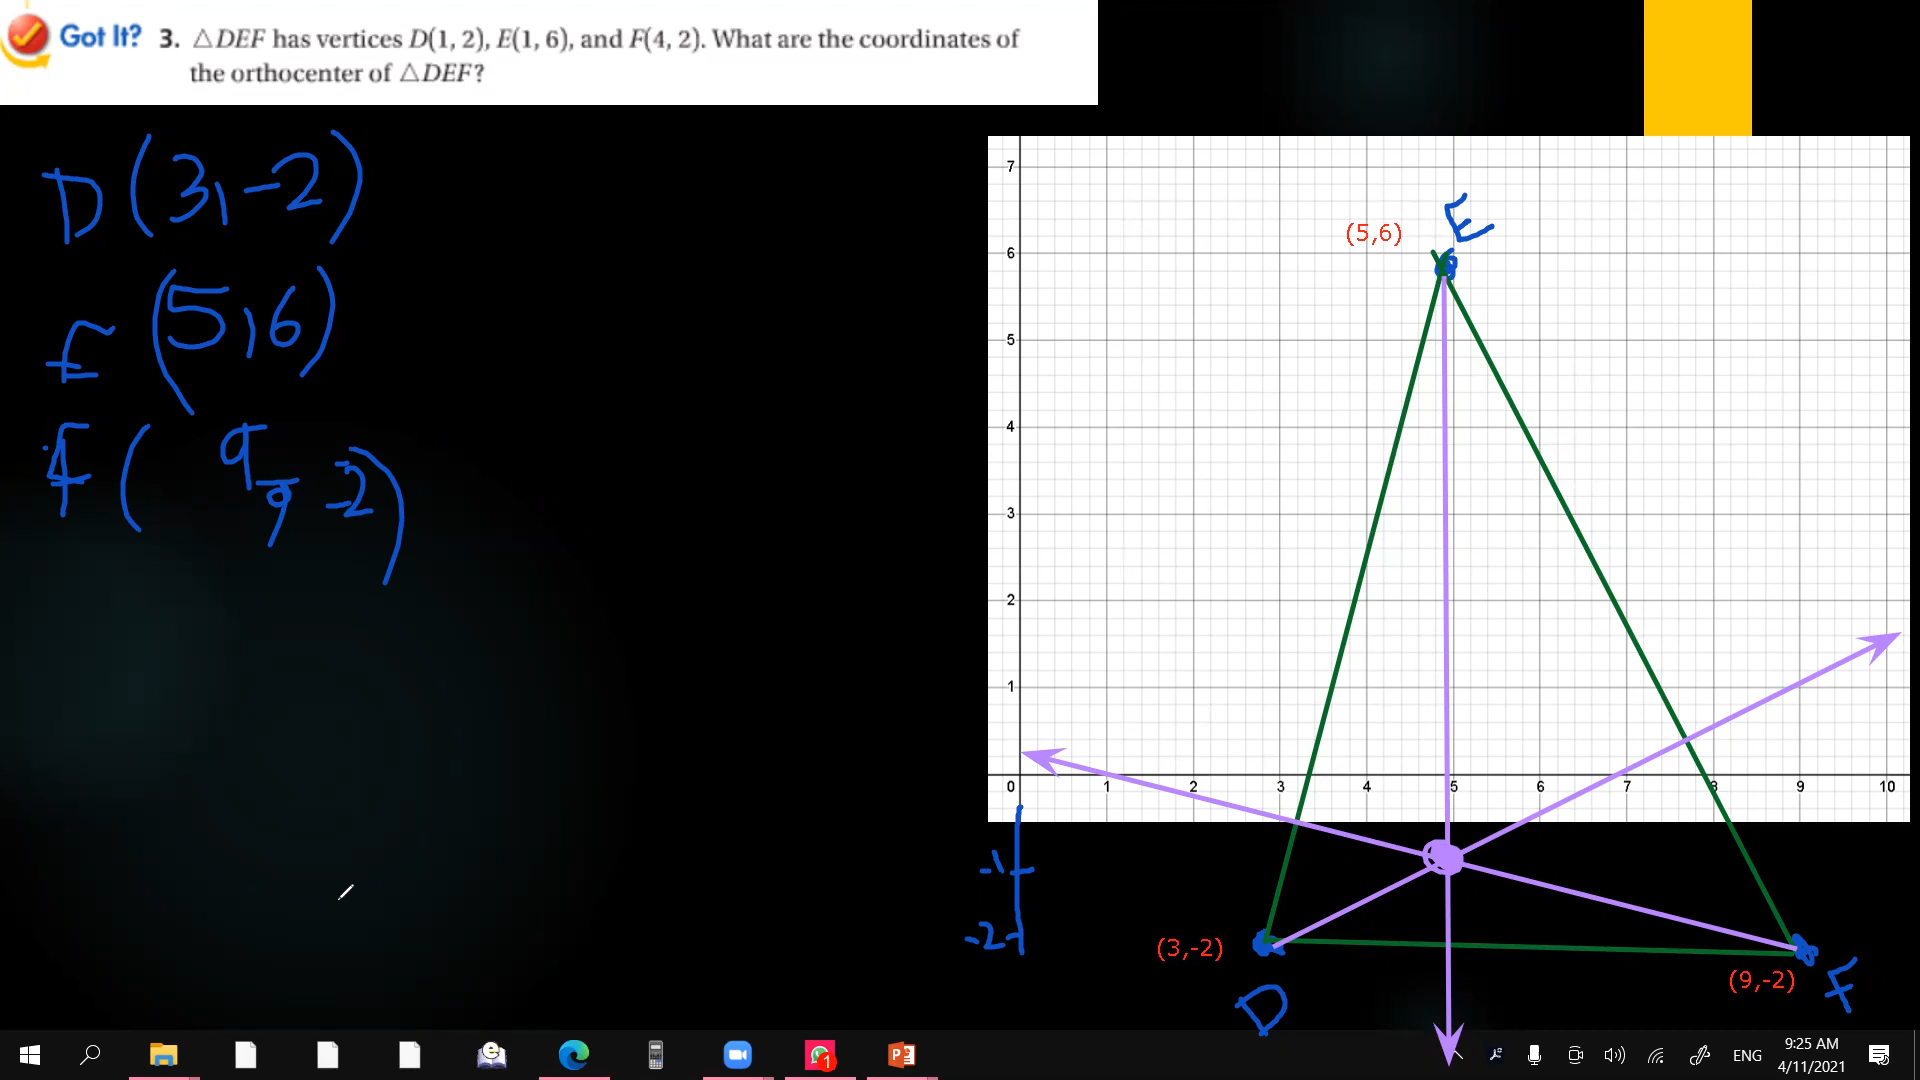 Got It? 3. △DEF has vertices D(1, 2), E(1, 6), and F(4, 2). What are the coordinates of
the orthocenter of △DEF?
D (3, -2)
E (5, 6)
F ( 9, -2)
E
(5,6)
7
6
5
4
3
2
1
0 1 2 3 4 5 6 7 8 9 10
-1
-2
(3,-2)
(9,-2)
D
F
1
ENG
9:25 AM
4/11/2021